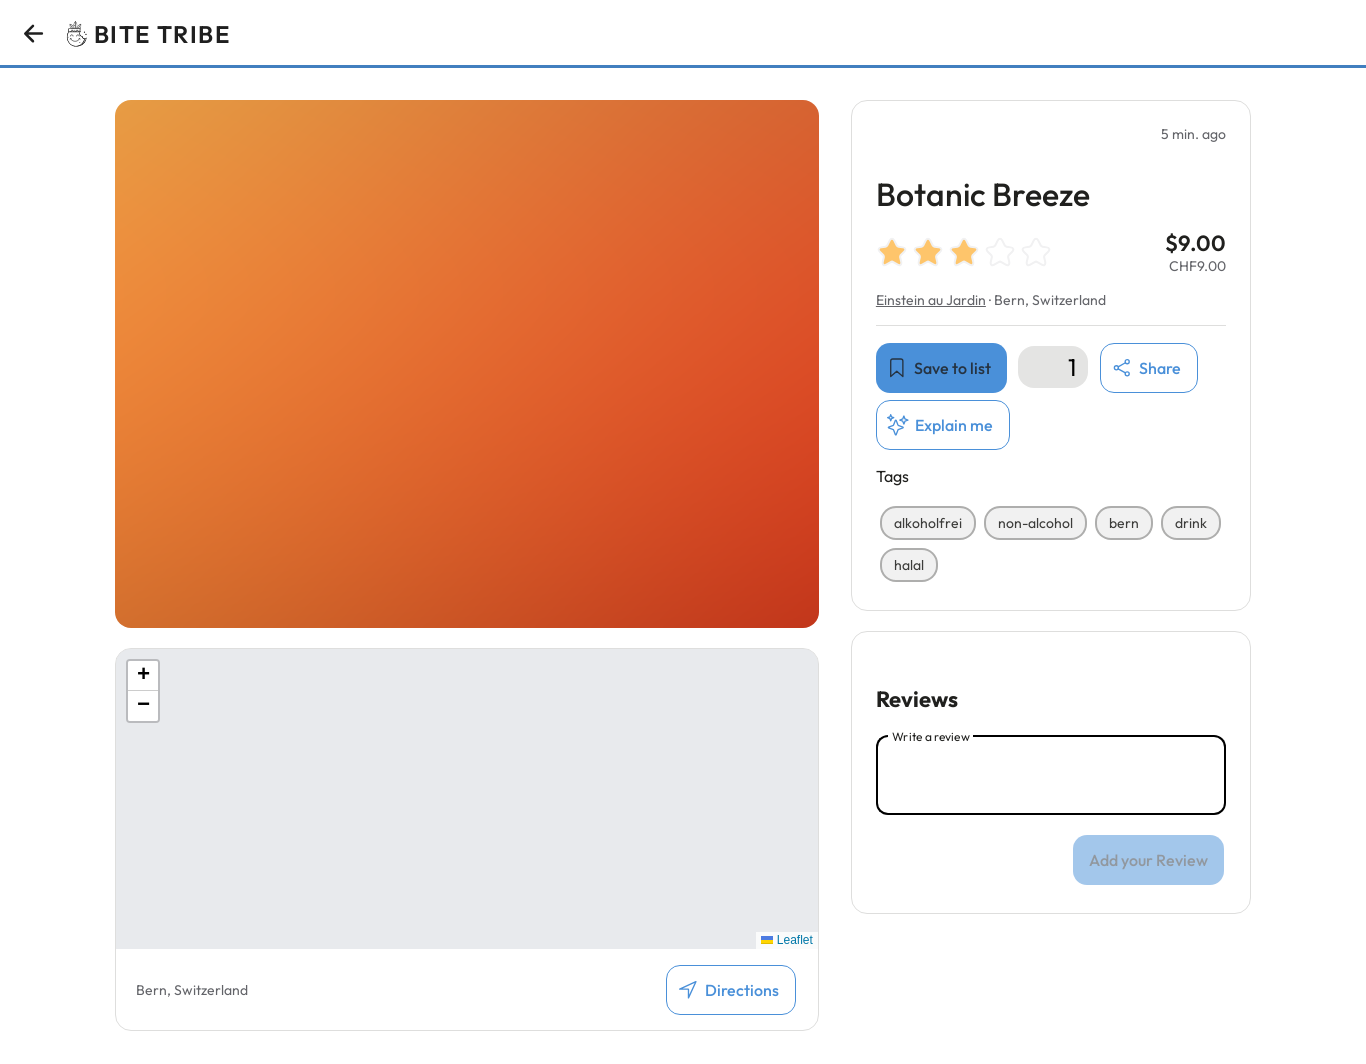 BITE TRIBE
5 min. ago
Botanic Breeze
$9.00
CHF9.00
Einstein au Jardin · Bern, Switzerland
Save to list
1
Share
Explain me
Tags
alkoholfrei
non-alcohol
bern
drink
halal
+
−
Leaflet
Bern, Switzerland
Directions
Reviews
Write a review
Add your Review